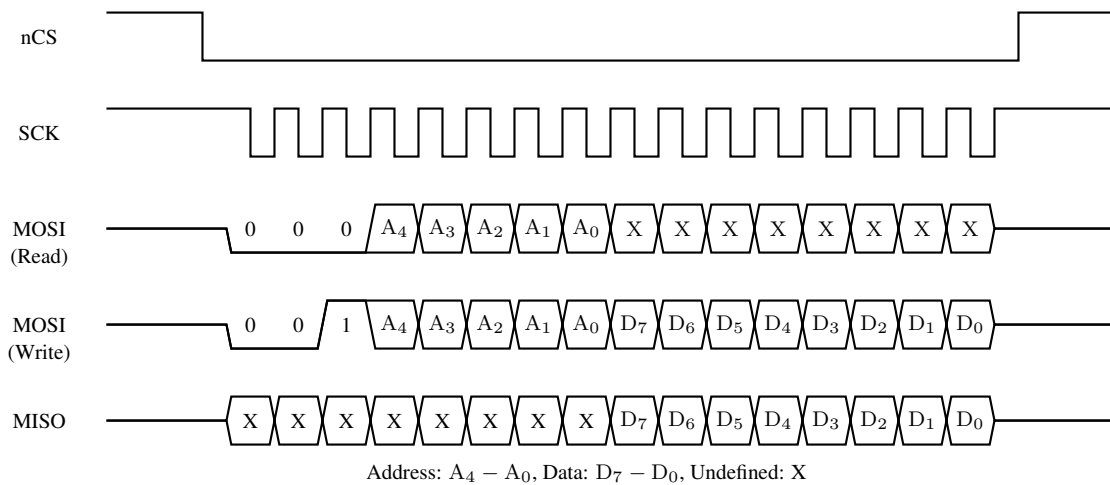 nCS
SCK
MOSI
(Read)
0 0 0 A₄ A₃ A₂ A₁ A₀ X X X X X X X X
MOSI
(Write)
0 0 1 A₄ A₃ A₂ A₁ A₀ D₇ D₆ D₅ D₄ D₃ D₂ D₁ D₀
MISO
X X X X X X X X D₇ D₆ D₅ D₄ D₃ D₂ D₁ D₀
Address: A₄ − A₀, Data: D₇ − D₀, Undefined: X